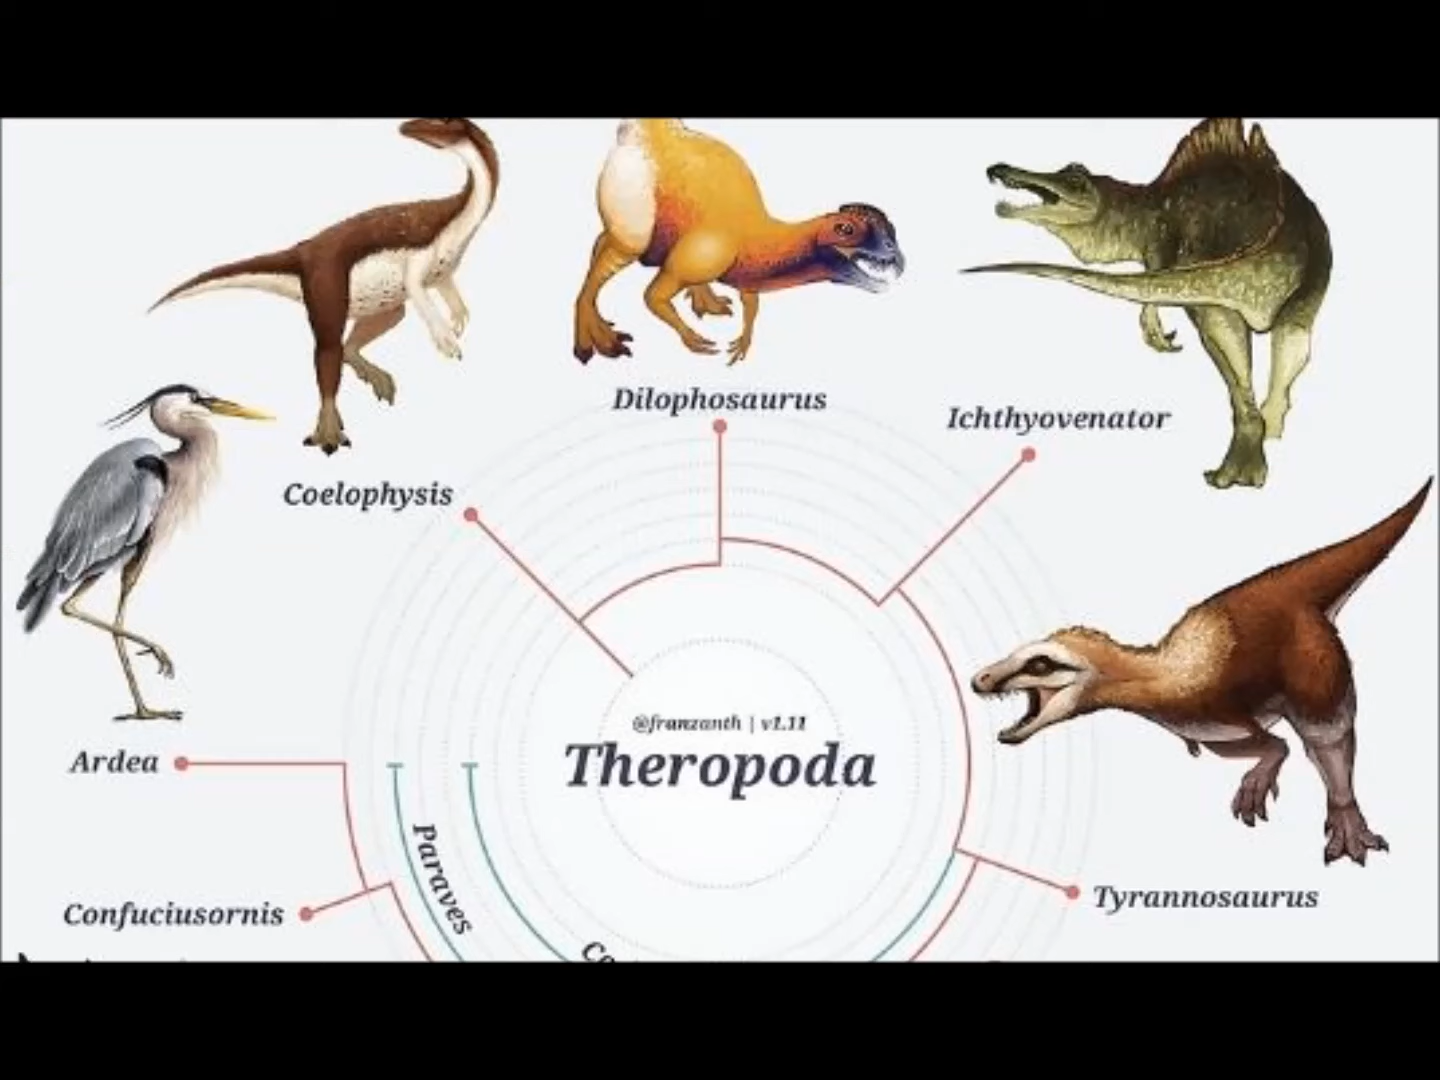 Dilophosaurus
Ichthyovenator
Coelophysis
@franzanth | v1.11
Theropoda
Ardea
Paraves
Tyrannosaurus
Confuciusornis